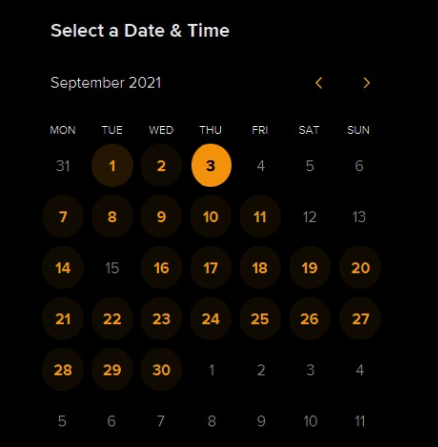 Select a Date & Time
September 2021
MON TUE WED THU FRI SAT SUN
31 1 2 3 4 5 6
7 8 9 10 11 12 13
14 15 16 17 18 19 20
21 22 23 24 25 26 27
28 29 30 1 2 3 4
5 6 7 8 9 10 11